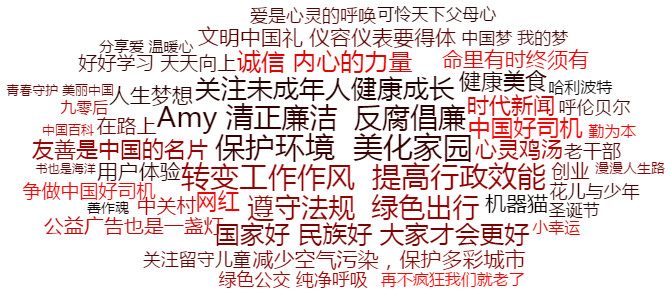 爱是心灵的呼唤 可怜天下父母心
分享爱 温暖心 文明中国礼 仪容仪表要得体 中国梦 我的梦
好好学习 天天向上 诚信 内心的力量 命里有时终须有
青春守护 美丽中国 人生梦想 关注未成年人健康成长 健康美食 哈利波特
九零后 Amy 清正廉洁 反腐倡廉 时代新闻 呼伦贝尔
中国百科 在路上 中国好司机 勤为本
友善是中国的名片 保护环境 美化家园 心灵鸡汤 老干部
书也是海洋 用户体验 转变工作作风 提高行政效能 创业 漫漫人生路
争做中国好司机 花儿与少年
善作魂 中关村 网红 遵守法规 绿色出行 机器猫 圣诞节
公益广告也是一盏灯 国家好 民族好 大家才会更好 小幸运
关注留守儿童 减少空气污染，保护多彩城市
绿色公交 纯净呼吸 再不疯狂我们就老了